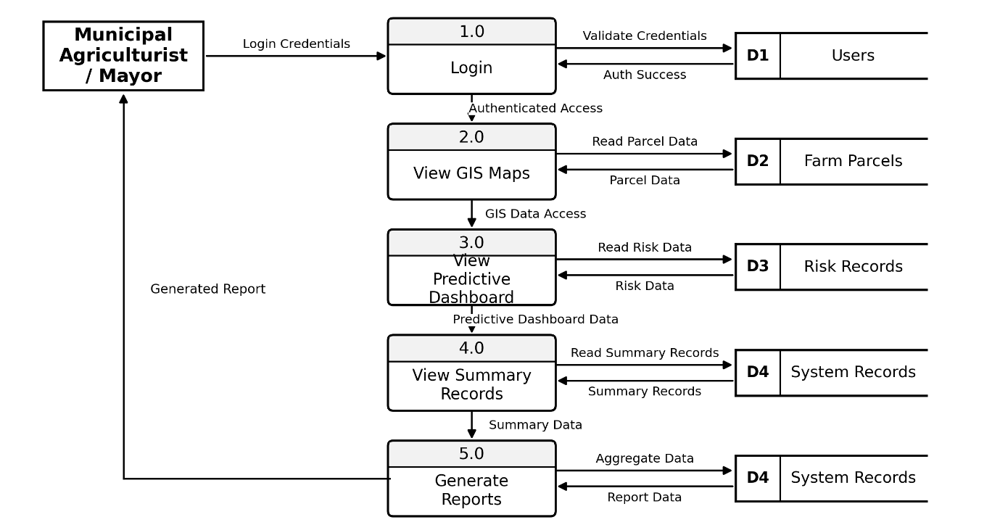 Municipal
Agriculturist
/ Mayor
Login Credentials
1.0
Login
Validate Credentials
Auth Success
D1
Users
Authenticated Access
2.0
View GIS Maps
Read Parcel Data
Parcel Data
D2
Farm Parcels
GIS Data Access
3.0
View
Predictive
Dashboard
Read Risk Data
Risk Data
D3
Risk Records
Generated Report
Predictive Dashboard Data
4.0
View Summary
Records
Read Summary Records
Summary Records
D4
System Records
Summary Data
5.0
Generate
Reports
Aggregate Data
Report Data
D4
System Records